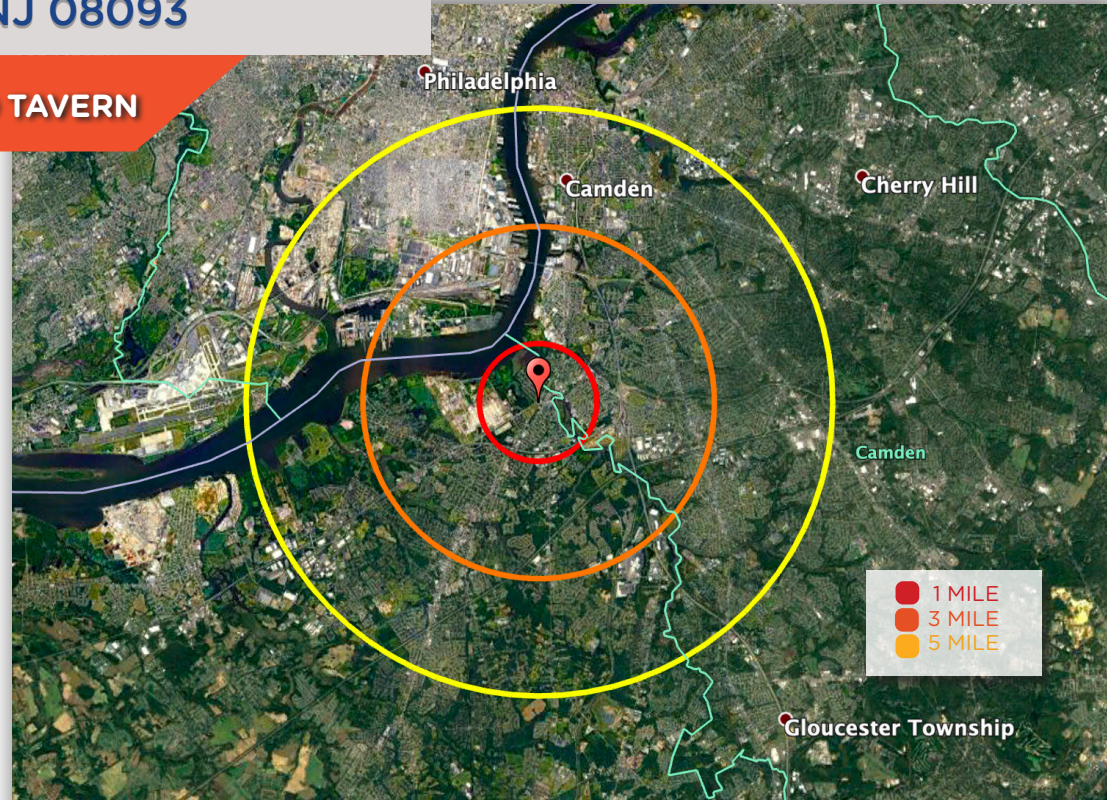 NJ 08093
TAVERN
Philadelphia
Camden
Cherry Hill
Camden
1 MILE
3 MILE
5 MILE
Gloucester Township